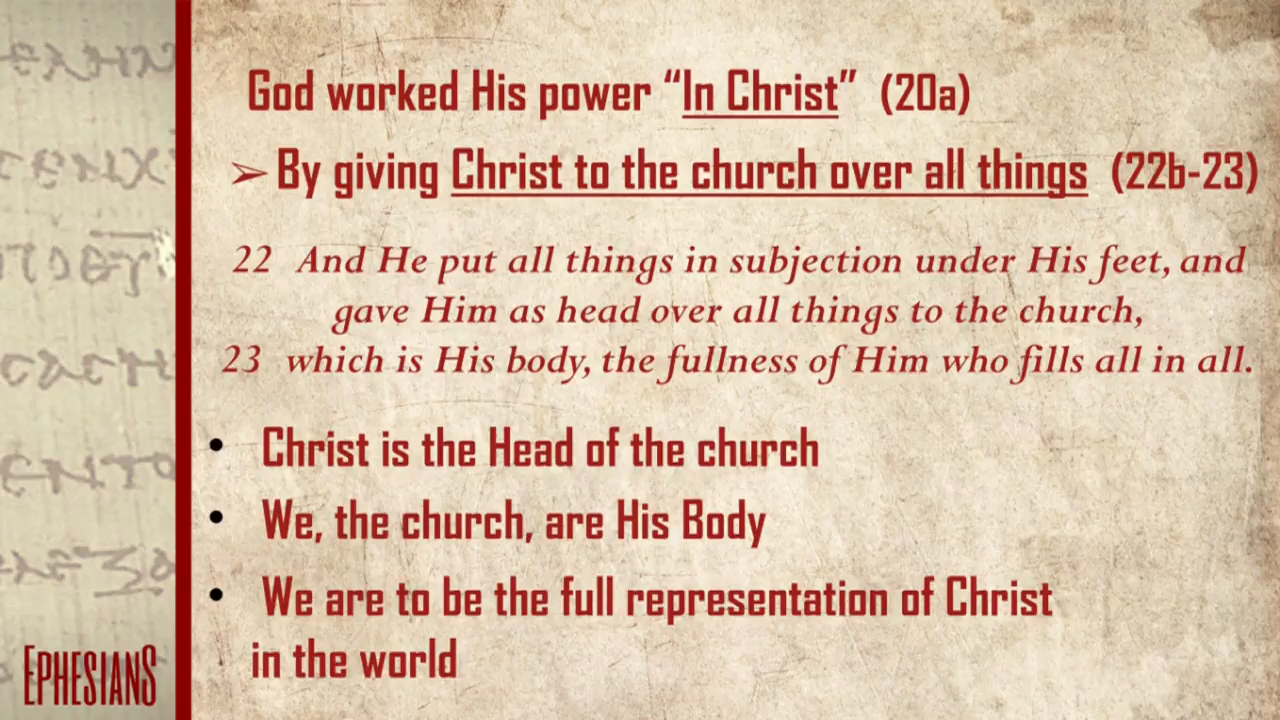 God worked His power “In Christ” (20a)
➢ By giving Christ to the church over all things (22b-23)
22 And He put all things in subjection under His feet, and
gave Him as head over all things to the church,
23 which is His body, the fullness of Him who fills all in all.
• Christ is the Head of the church
• We, the church, are His Body
• We are to be the full representation of Christ
in the world
EPHESIANS